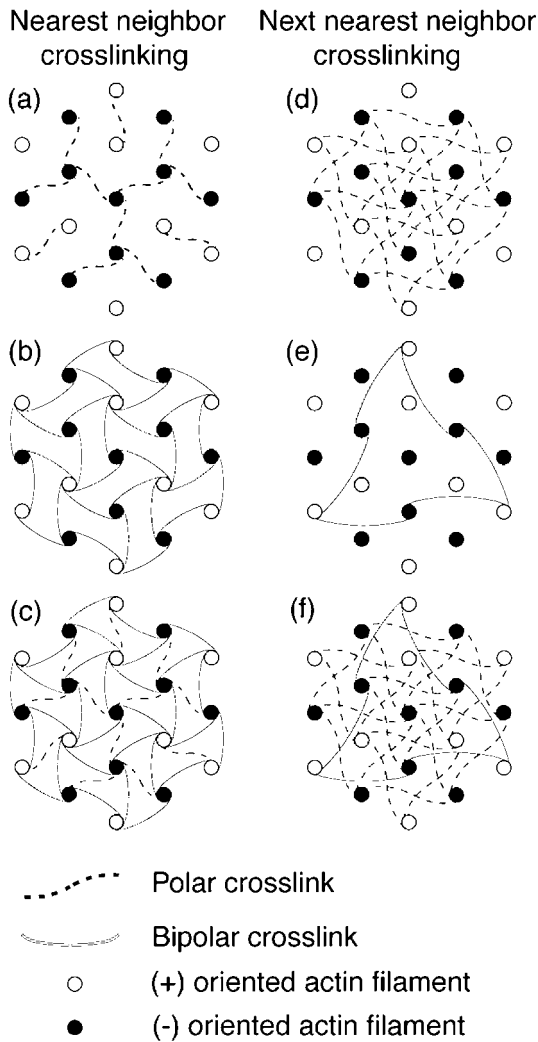 Nearest neighbor
crosslinking
Next nearest neighbor
crosslinking
(a)
(d)
(b)
(e)
(c)
(f)
Polar crosslink
Bipolar crosslink
(+) oriented actin filament
(-) oriented actin filament